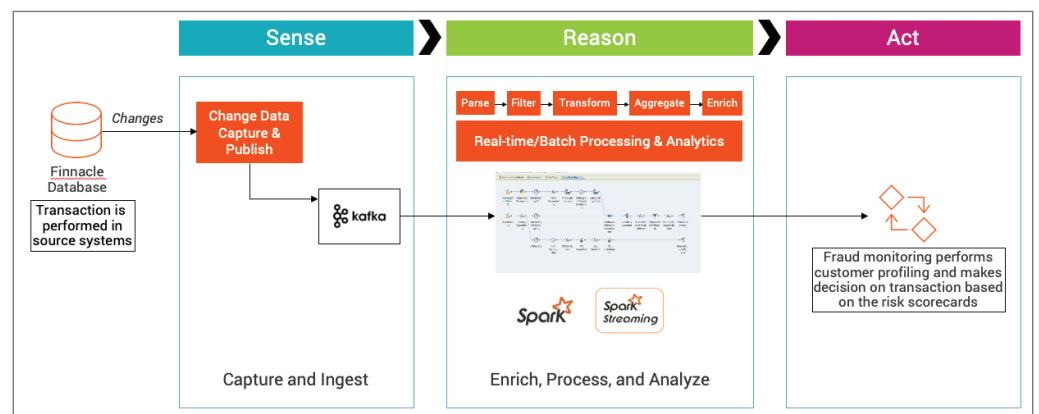 Sense
Reason
Act
Changes
Finnacle
Database
Transaction is
performed in
source systems
Change Data
Capture &
Publish
kafka
Capture and Ingest
Parse
Filter
Transform
Aggregate
Enrich
Real-time/Batch Processing & Analytics
Spark
Spark
Streaming
Enrich, Process, and Analyze
Fraud monitoring performs
customer profiling and makes
decision on transaction based
on the risk scorecards